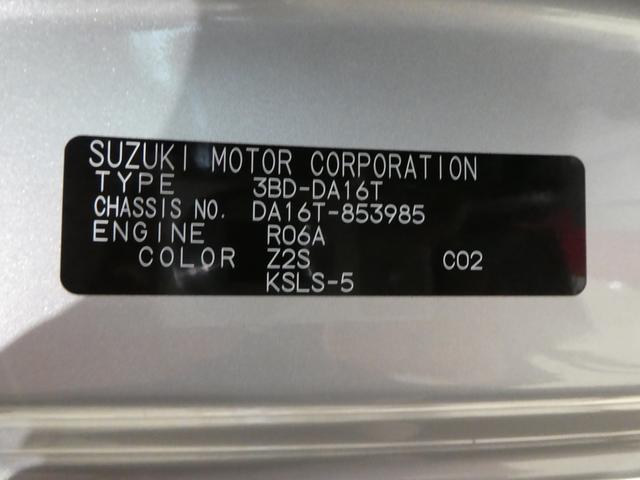 SUZUKI MOTOR CORPORATION
TYPE 3BD-DA16T
CHASSIS NO. DA16T-853985
ENGINE R06A
COLOR Z2S C02
KSLS-5